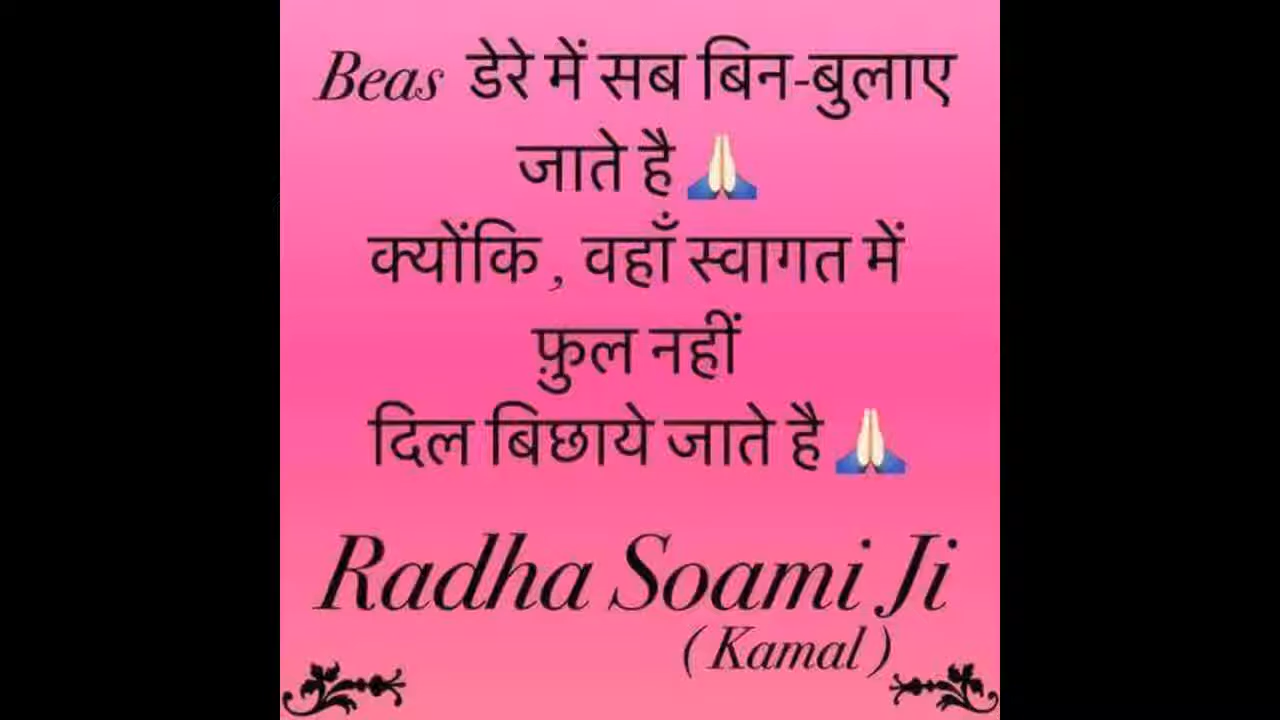 Beas डेरे में सब बिन-बुलाए
जाते है🙏🏻
क्योंकि , वहाँ स्वागत में
फ़ुल नहीं
दिल बिछाये जाते है🙏🏻
Radha Soami Ji
( Kamal )